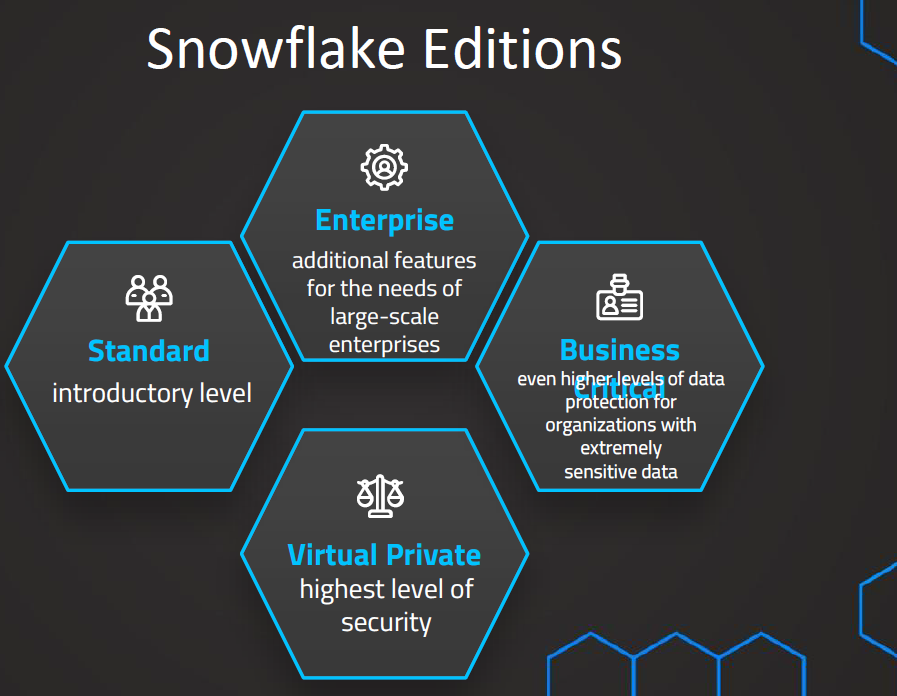 Snowflake Editions
Enterprise
additional features
for the needs of
large-scale
enterprises
Standard
introductory level
Business
Critical
even higher levels of data
protection for
organizations with
extremely
sensitive data
Virtual Private
highest level of
security